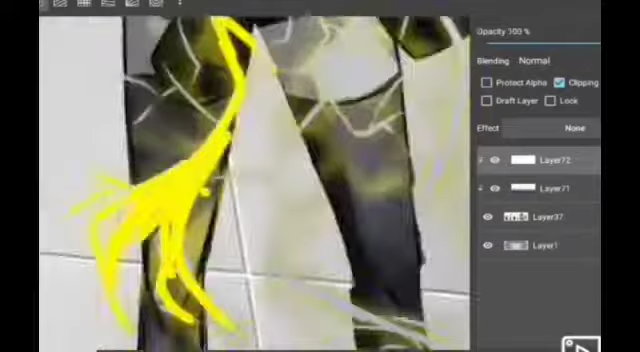 Opacity 100 %
Blending Normal
Protect Alpha Clipping
Draft Layer Lock
Effect None
Layer72
Layer71
Layer37
Layer1